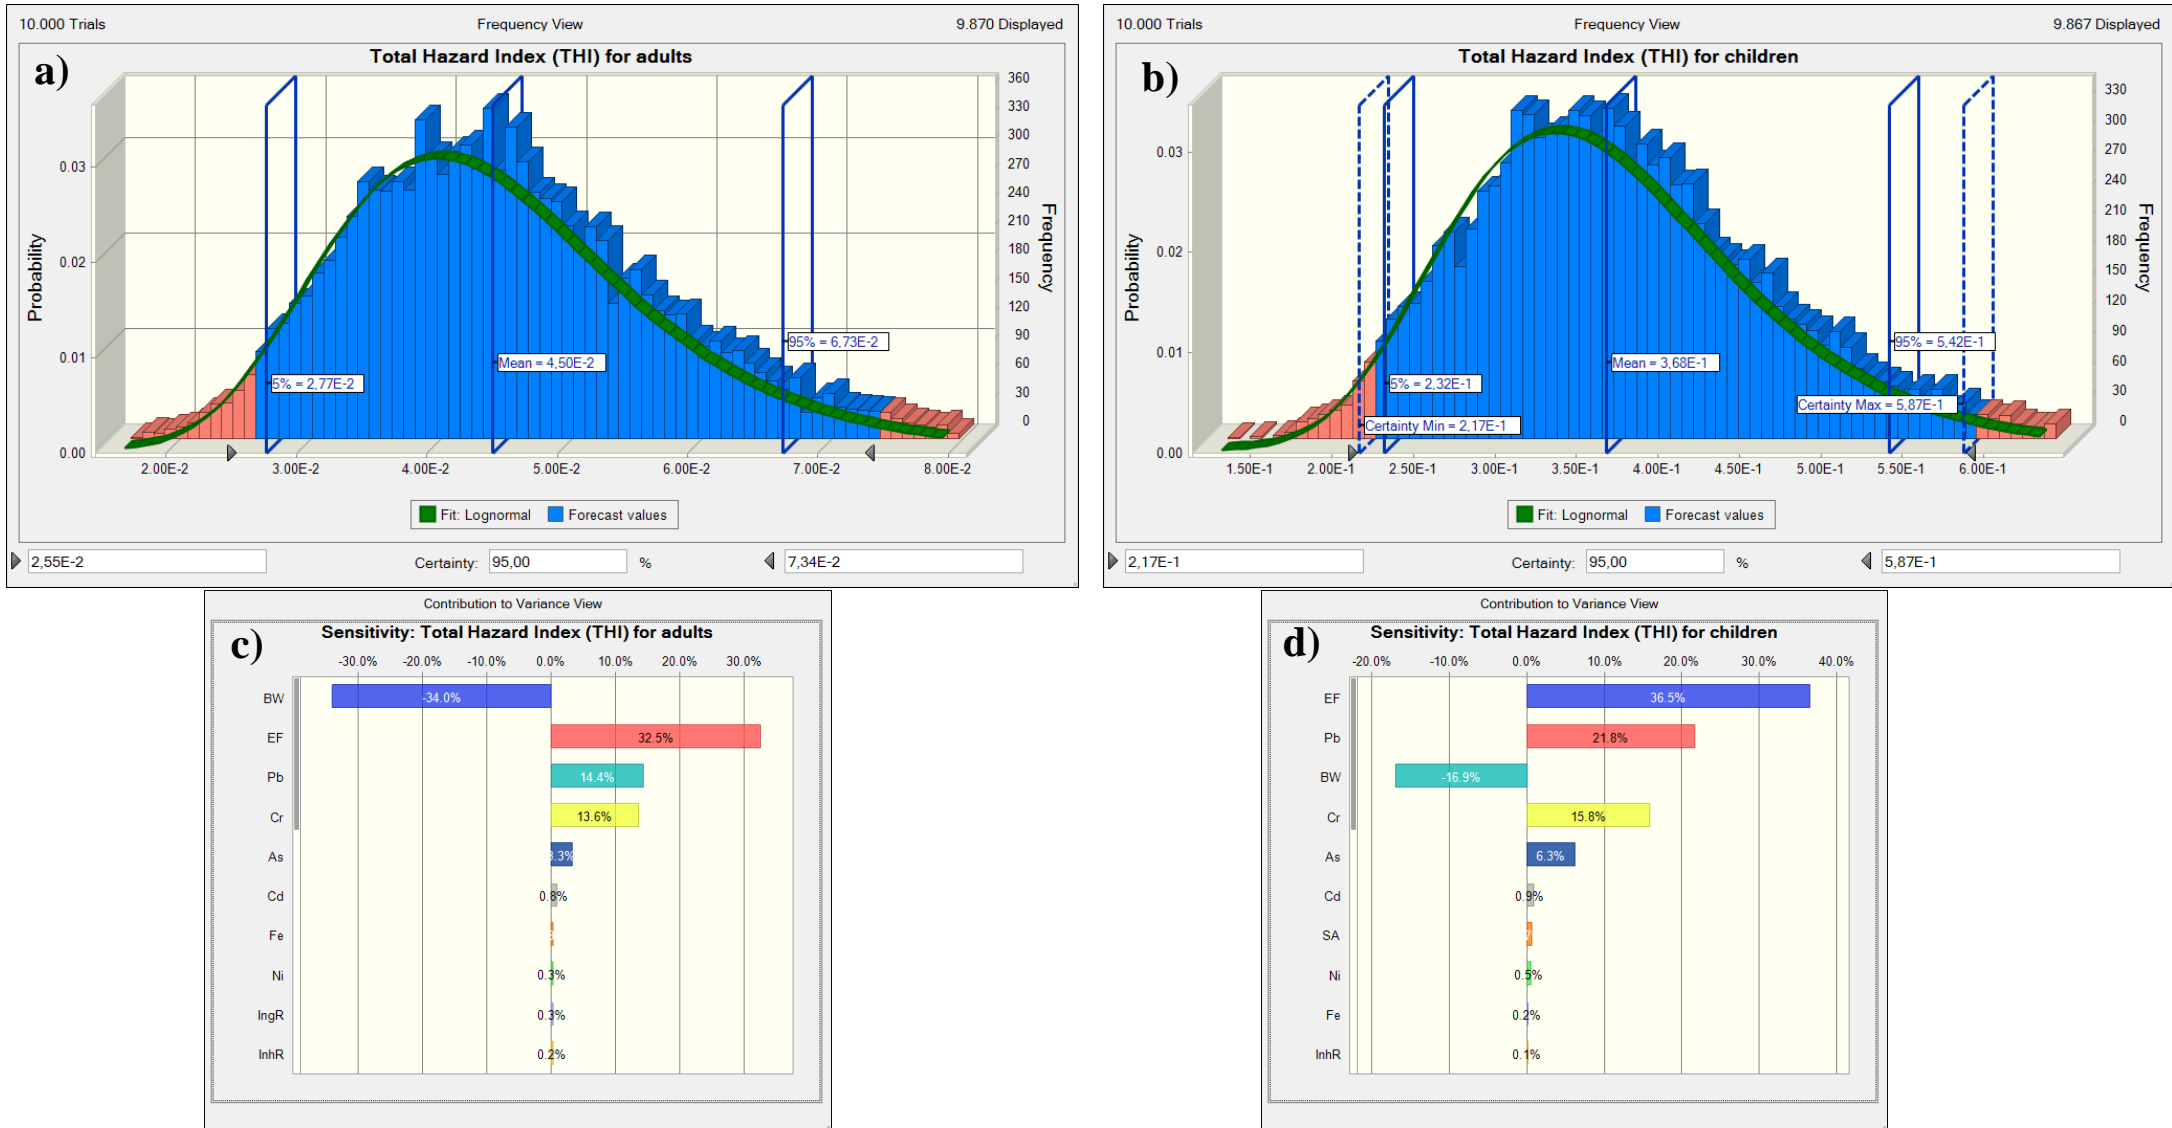 10.000 Trials Frequency View 9.870 Displayed
a)
Total Hazard Index (THI) for adults
360
330
300
270
240
210
180
150
120
90
60
30
0
Frequency
Probability
0.03
0.02
0.01
0.00
5% = 2,77E-2
Mean = 4,50E-2
95% = 6,73E-2
2.00E-2 3.00E-2 4.00E-2 5.00E-2 6.00E-2 7.00E-2 8.00E-2
Fit: Lognormal Forecast values
2,55E-2 Certainty: 95,00 % 7,34E-2
10.000 Trials Frequency View 9.867 Displayed
b)
Total Hazard Index (THI) for children
330
300
270
240
210
180
150
120
90
60
30
0
Frequency
Probability
0.03
0.02
0.01
0.00
95% = 5,42E-1
Mean = 3,68E-1
5% = 2,32E-1
Certainty Max = 5,87E-1
Certainty Min = 2,17E-1
1.50E-1 2.00E-1 2.50E-1 3.00E-1 3.50E-1 4.00E-1 4.50E-1 5.00E-1 5.50E-1 6.00E-1
Fit: Lognormal Forecast values
2,17E-1 Certainty: 95,00 % 5,87E-1
Contribution to Variance View
c)
Sensitivity: Total Hazard Index (THI) for adults
-30.0% -20.0% -10.0% 0.0% 10.0% 20.0% 30.0%
BW -34.0%
EF 32.5%
Pb 14.4%
Cr 13.6%
As 3.3%
Cd 0.8%
Fe
Ni 0.3%
IngR 0.3%
InhR 0.2%
Contribution to Variance View
d)
Sensitivity: Total Hazard Index (THI) for children
-20.0% -10.0% 0.0% 10.0% 20.0% 30.0% 40.0%
EF 36.5%
Pb 21.8%
BW -16.9%
Cr 15.8%
As 6.3%
Cd 0.9%
SA
Ni 0.5%
Fe 0.2%
InhR 0.1%